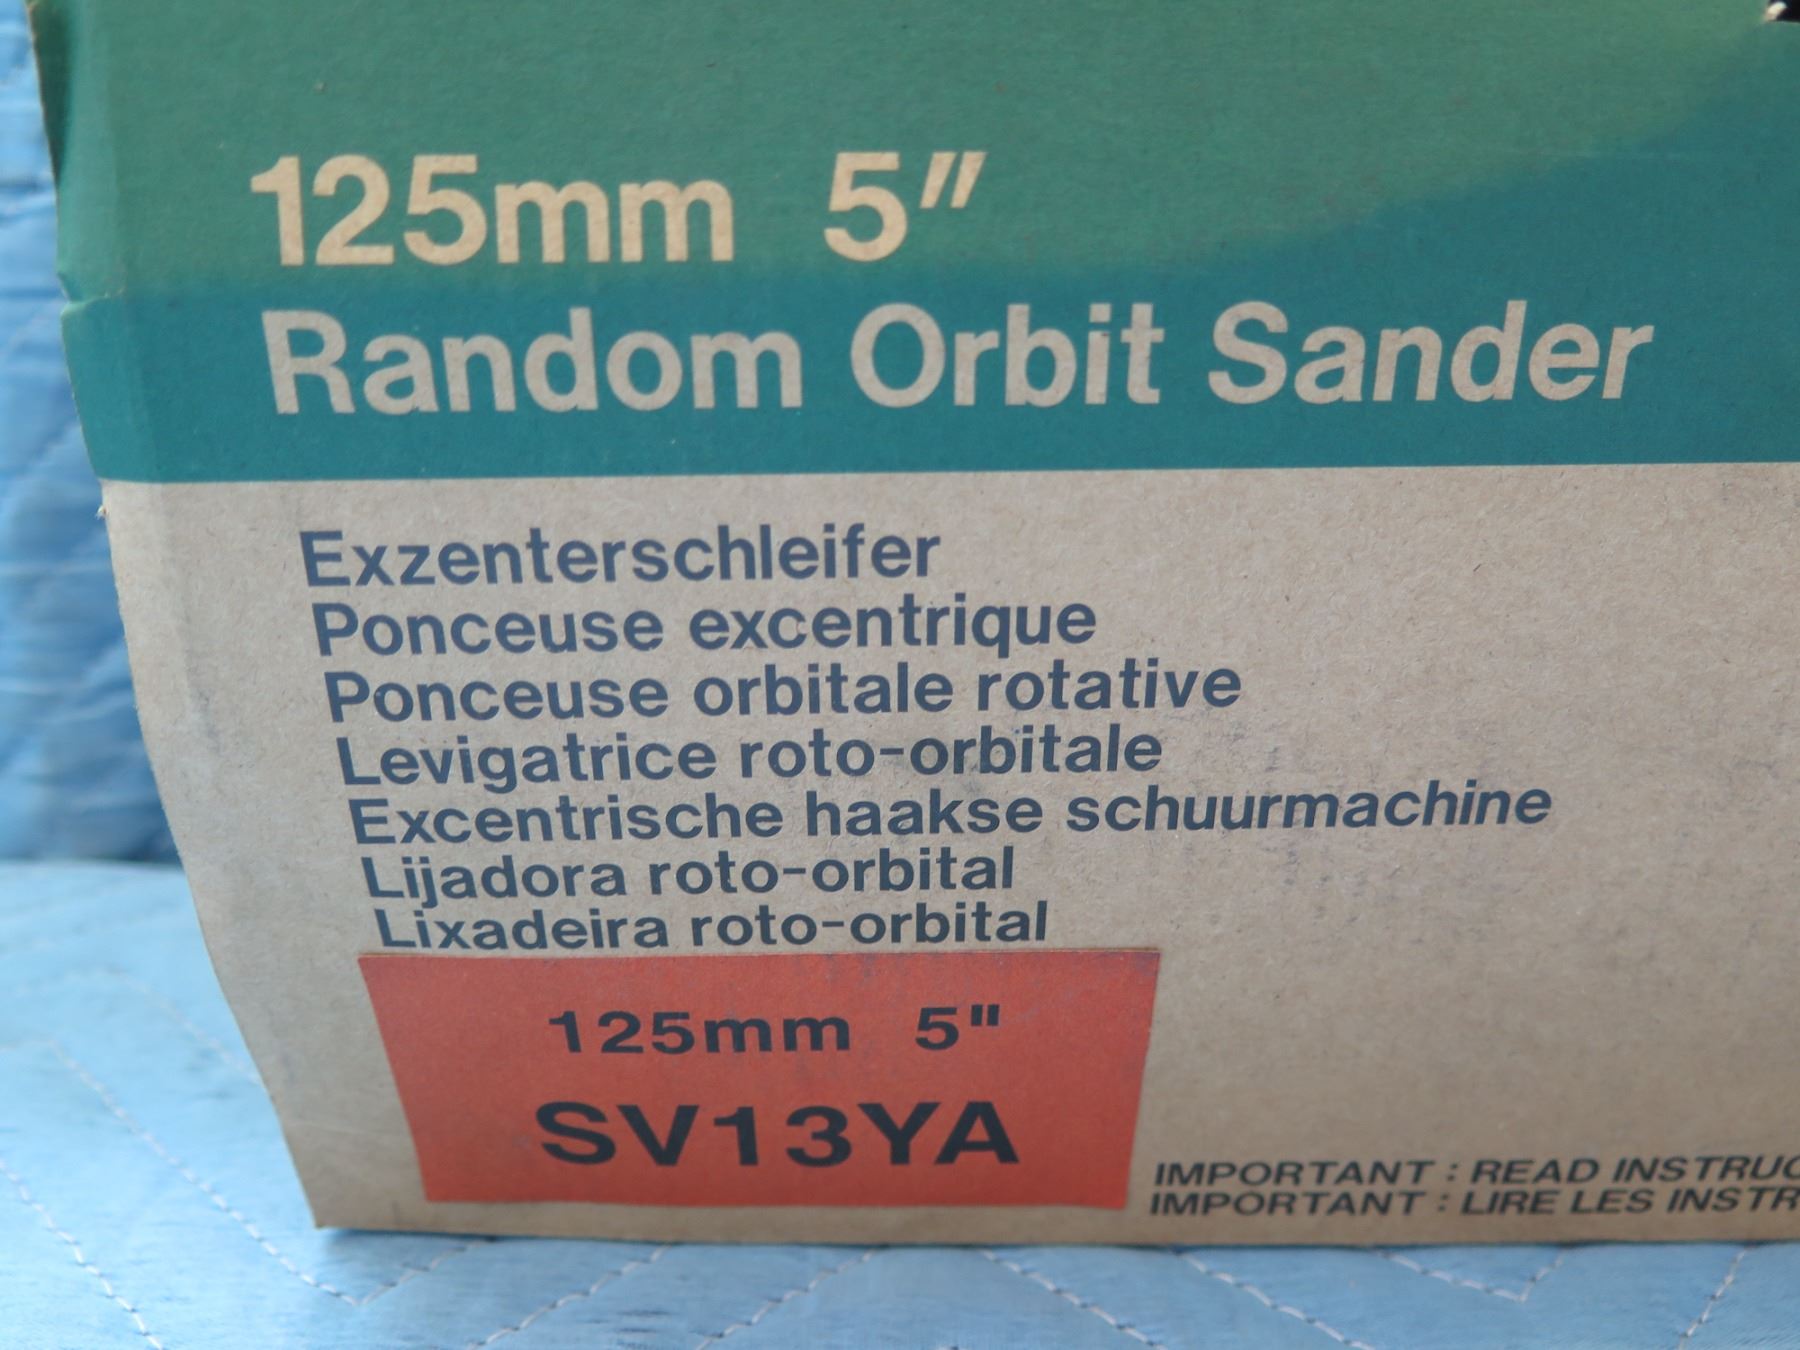 125mm 5"
Random Orbit Sander
Exzenterschleifer
Ponceuse excentrique
Ponceuse orbitale rotative
Levigatrice roto-orbitale
Excentrische haakse schuurmachine
Lijadora roto-orbital
Lixadeira roto-orbital
125mm 5"
SV13YA
IMPORTANT : READ
IMPORTANT : LIRE LES